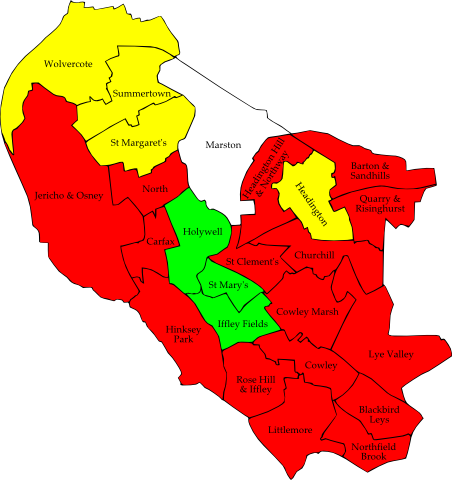 Wolvercote
Summertown
St Margaret's
Marston
Headington Hill
& Northway
Barton &
Sandhills
Headington
Quarry &
Risinghurst
Jericho & Osney
North
Carfax
Holywell
St Clement's
Churchill
St Mary's
Iffley Fields
Cowley Marsh
Hinksey
Park
Lye Valley
Cowley
Rose Hill
& Iffley
Blackbird
Leys
Littlemore
Northfield
Brook